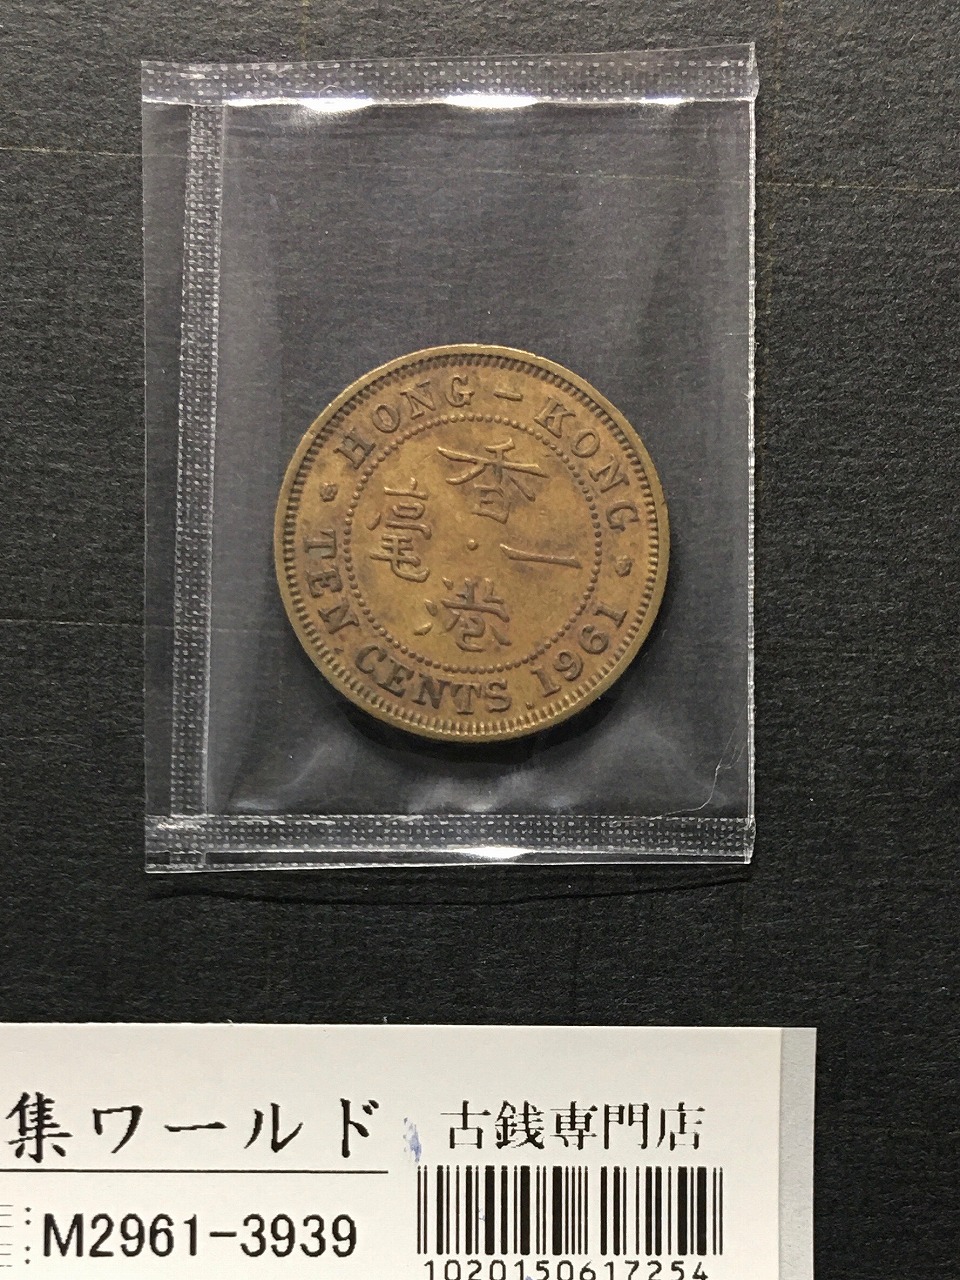 HONG-KONG
香港
一毫
TEN.CENTS.1961
集ワールド
古銭専門店
:
:M2961-3939
1020150617254